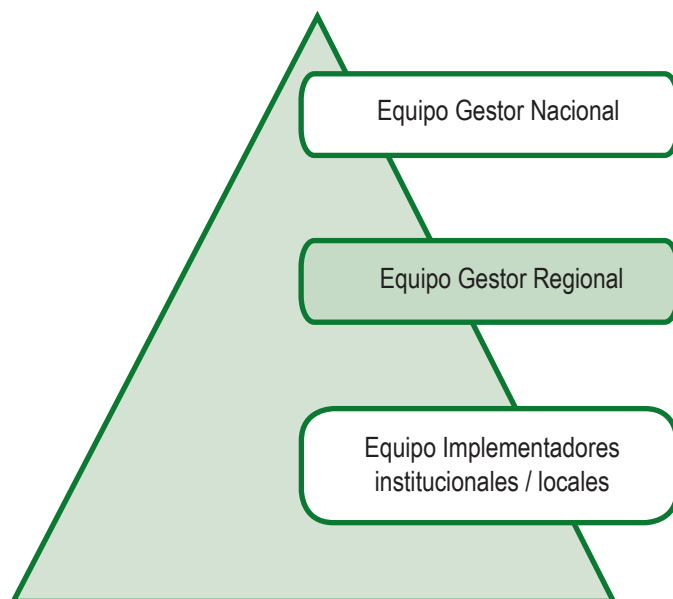 Equipo Gestor Nacional
Equipo Gestor Regional
Equipo Implementadores
institucionales / locales